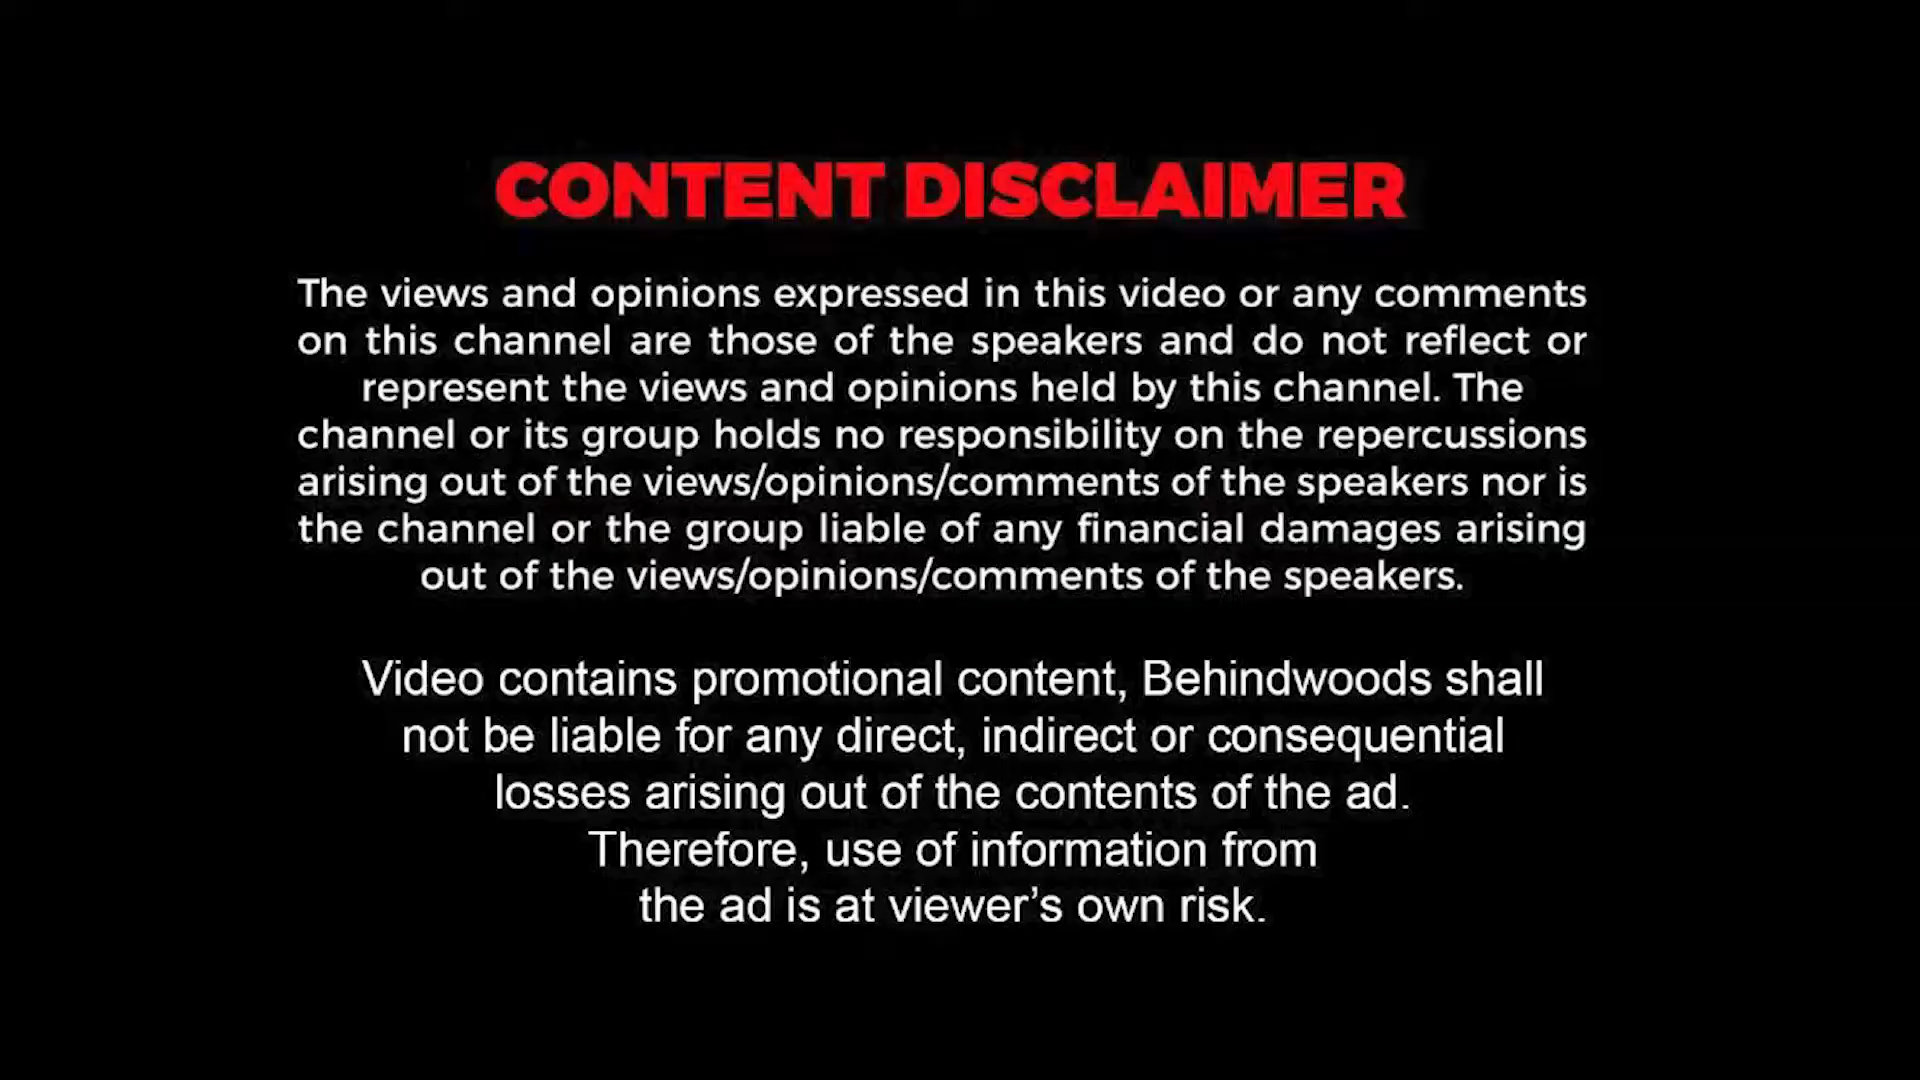 CONTENT DISCLAIMER
The views and opinions expressed in this video or any comments
on this channel are those of the speakers and do not reflect or
represent the views and opinions held by this channel. The
channel or its group holds no responsibility on the repercussions
arising out of the views/opinions/comments of the speakers nor is
the channel or the group liable of any financial damages arising
out of the views/opinions/comments of the speakers.
Video contains promotional content, Behindwoods shall
not be liable for any direct, indirect or consequential
losses arising out of the contents of the ad.
Therefore, use of information from
the ad is at viewer’s own risk.